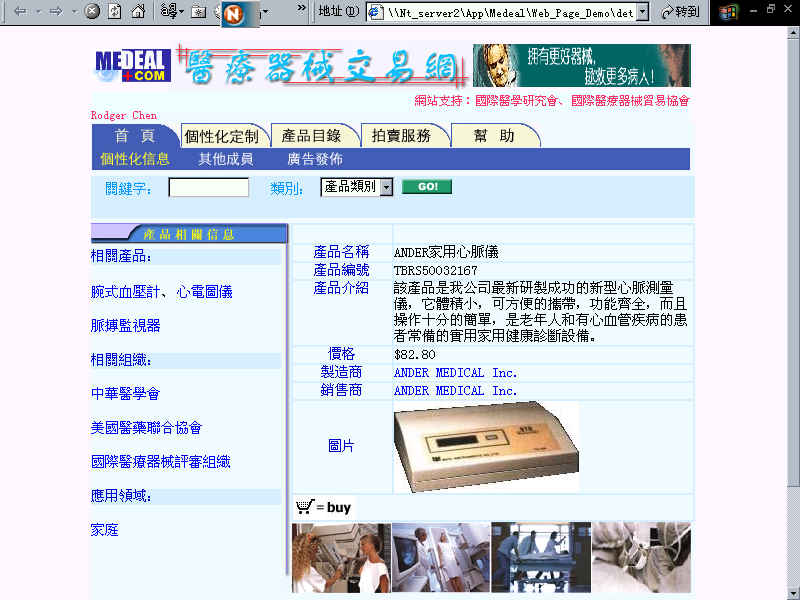 地址(D) \\Nt_server2\App\Medeal\Web_Page_Demo\det 转到
MEDEAL.COM 醫療器械交易網
擁有更好器械,
拯救更多病人!
網站支持: 國際醫學研究會、國際醫療器械貿易協會
Rodger Chen
首 頁 個性化定制 產品目錄 拍賣服務 幫 助
個性化信息 其他成員 廣告發佈
關鍵字: 類別: 產品類別 GO!
產品相關信息
相關產品:
腕式血壓計、心電圖儀
脈搏監視器
相關組織:
中華醫學會
美國醫藥聯合協會
國際醫療器械評審組織
應用領域:
家庭
產品名稱 ANDER家用心脈儀
產品編號 TBRS50032167
產品介紹 該產品是我公司最新研製成功的新型心脈測量
儀, 它體積小, 可方便的攜帶, 功能齊全, 而且
操作十分的簡單, 是老年人和有心血管疾病的患
者常備的實用家用健康診斷設備。
價格 $82.80
製造商 ANDER MEDICAL Inc.
銷售商 ANDER MEDICAL Inc.
圖片
= buy